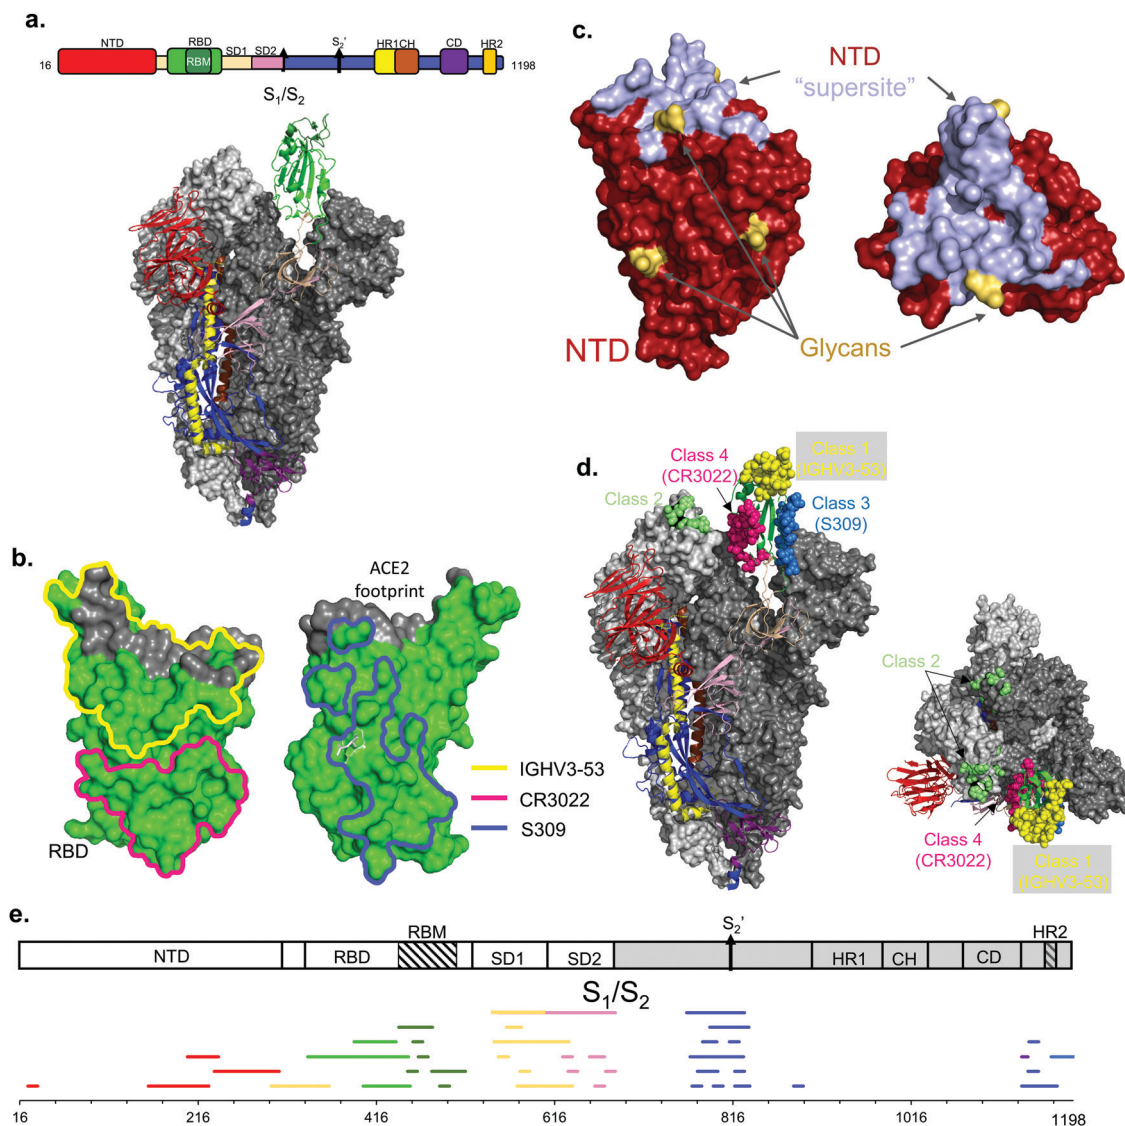 a.
NTD
RBD
RBM
SD1
SD2
S2'
HR1
CH
CD
HR2
16
1198
S1/S2
b.
ACE2
footprint
RBD
IGHV3-53
CR3022
S309
c.
NTD
"supersite"
NTD
Glycans
d.
Class 1
(IGHV3-53)
Class 4
(CR3022)
Class 2
Class 3
(S309)
Class 2
Class 4
(CR3022)
Class 1
(IGHV3-53)
e.
RBM
S2'
HR2
NTD
RBD
SD1
SD2
HR1
CH
CD
S1/S2
16
216
416
616
816
1016
1198